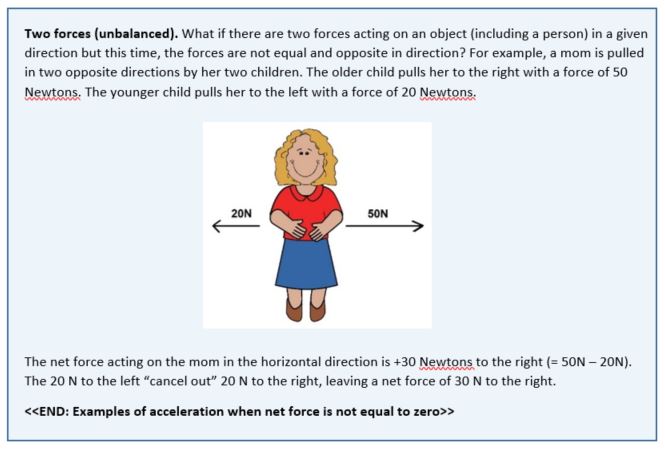 Two forces (unbalanced). What if there are two forces acting on an object (including a person) in a given
direction but this time, the forces are not equal and opposite in direction? For example, a mom is pulled
in two opposite directions by her two children. The older child pulls her to the right with a force of 50
Newtons. The younger child pulls her to the left with a force of 20 Newtons.
20N
50N
The net force acting on the mom in the horizontal direction is +30 Newtons to the right (= 50N – 20N).
The 20 N to the left “cancel out” 20 N to the right, leaving a net force of 30 N to the right.
<<END: Examples of acceleration when net force is not equal to zero>>